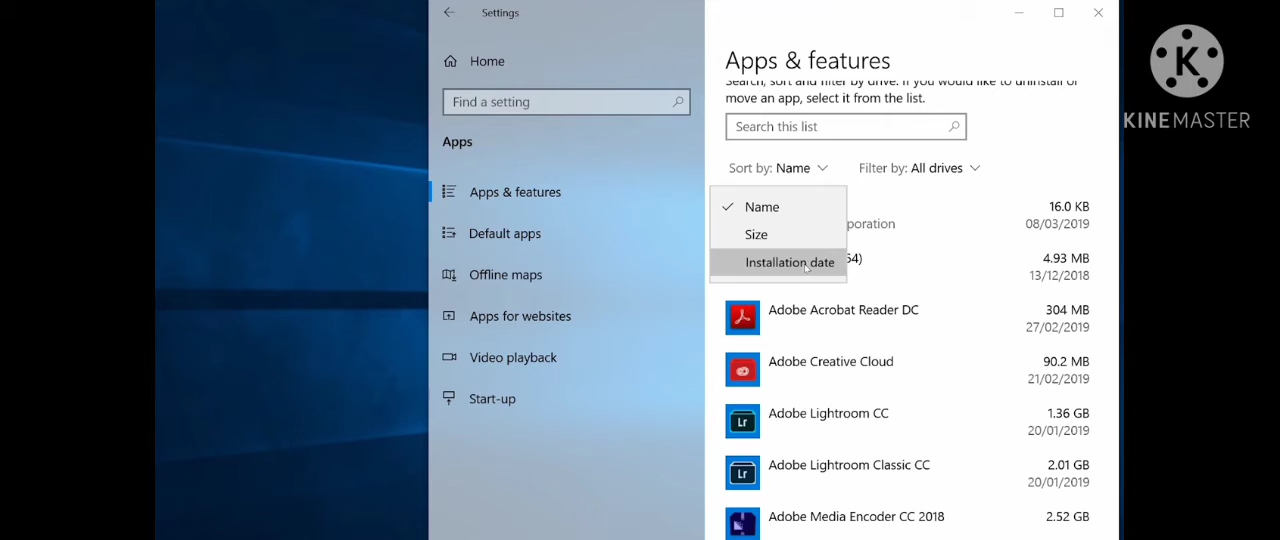 Settings
Home
Find a setting
Apps
Apps & features
Default apps
Offline maps
Apps for websites
Video playback
Start-up
Apps & features
Search, sort and filter by drive. If you would like to uninstall or
move an app, select it from the list.
Search this list
Sort by: Name
Filter by: All drives
Name
Size
Installation date
16.0 KB
poration
08/03/2019
64)
4.93 MB
13/12/2018
Adobe Acrobat Reader DC
304 MB
27/02/2019
Adobe Creative Cloud
90.2 MB
21/02/2019
Lr
Adobe Lightroom CC
1.36 GB
20/01/2019
Lr
Adobe Lightroom Classic CC
2.01 GB
20/01/2019
Adobe Media Encoder CC 2018
2.52 GB
K
KINEMASTER